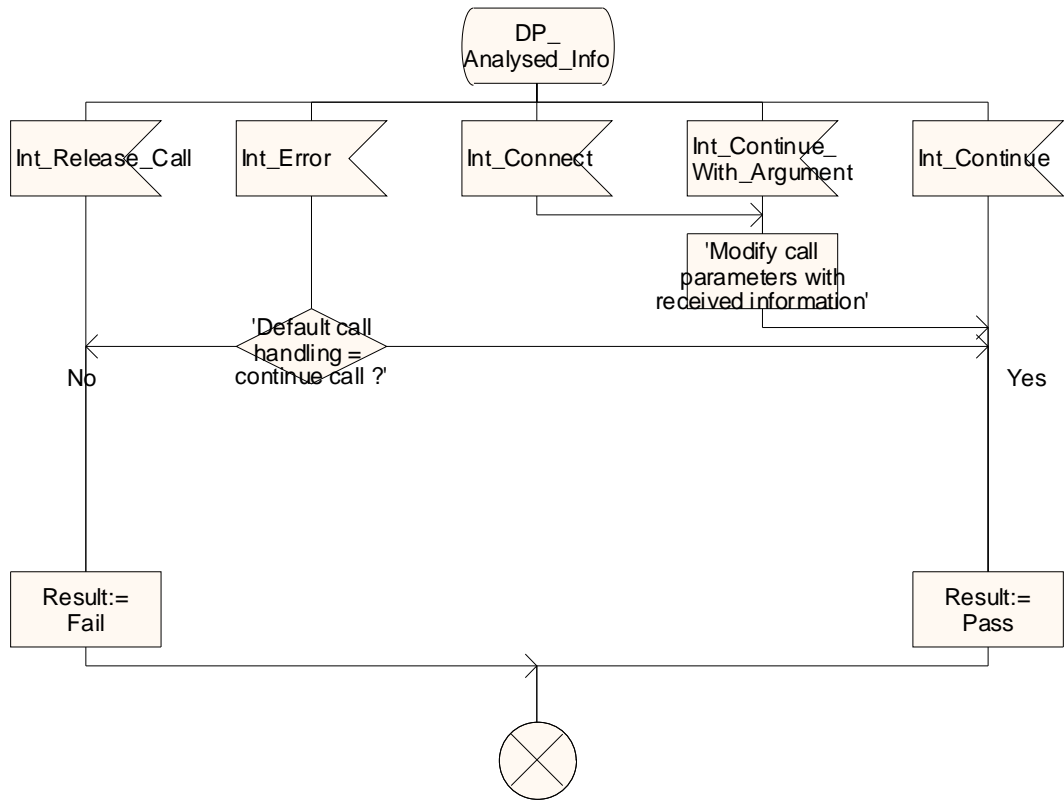 DP_
Analysed_Info
Int_Release_Call
Int_Error
Int_Connect
Int_Continue_
With_Argument
Int_Continue
'Modify call
parameters with
received information'
'Default call
handling =
continue call ?'
No
Yes
Result:=
Fail
Result:=
Pass